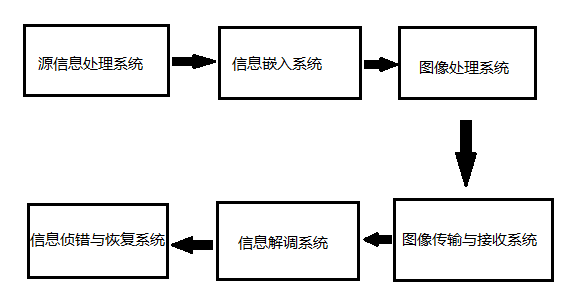 源信息处理系统
信息嵌入系统
图像处理系统
图像传输与接收系统
信息解调系统
信息侦错与恢复系统